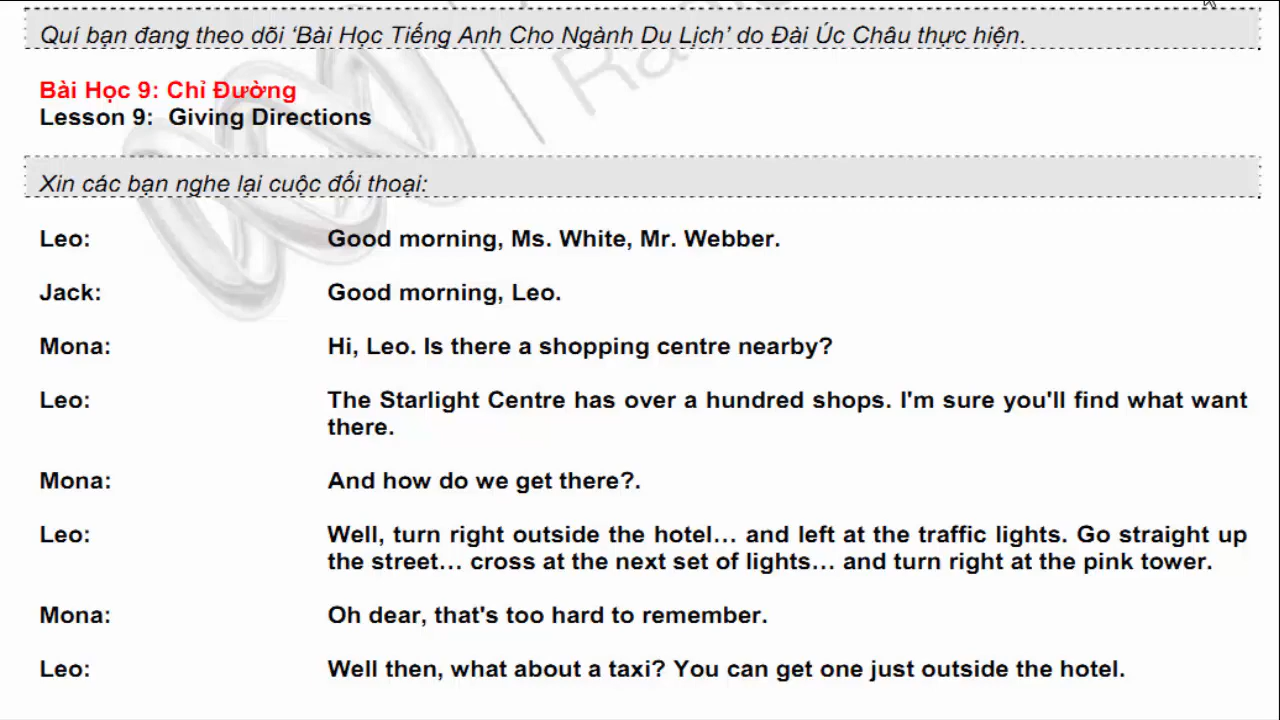 Quí bạn đang theo dõi ‘Bài Học Tiếng Anh Cho Ngành Du Lịch’ do Đài Úc Châu thực hiện.
Bài Học 9: Chỉ Đường
Lesson 9: Giving Directions
Xin các bạn nghe lại cuộc đối thoại:
Leo: Good morning, Ms. White, Mr. Webber.
Jack: Good morning, Leo.
Mona: Hi, Leo. Is there a shopping centre nearby?
Leo: The Starlight Centre has over a hundred shops. I'm sure you'll find what want
there.
Mona: And how do we get there?.
Leo: Well, turn right outside the hotel… and left at the traffic lights. Go straight up
the street… cross at the next set of lights… and turn right at the pink tower.
Mona: Oh dear, that's too hard to remember.
Leo: Well then, what about a taxi? You can get one just outside the hotel.